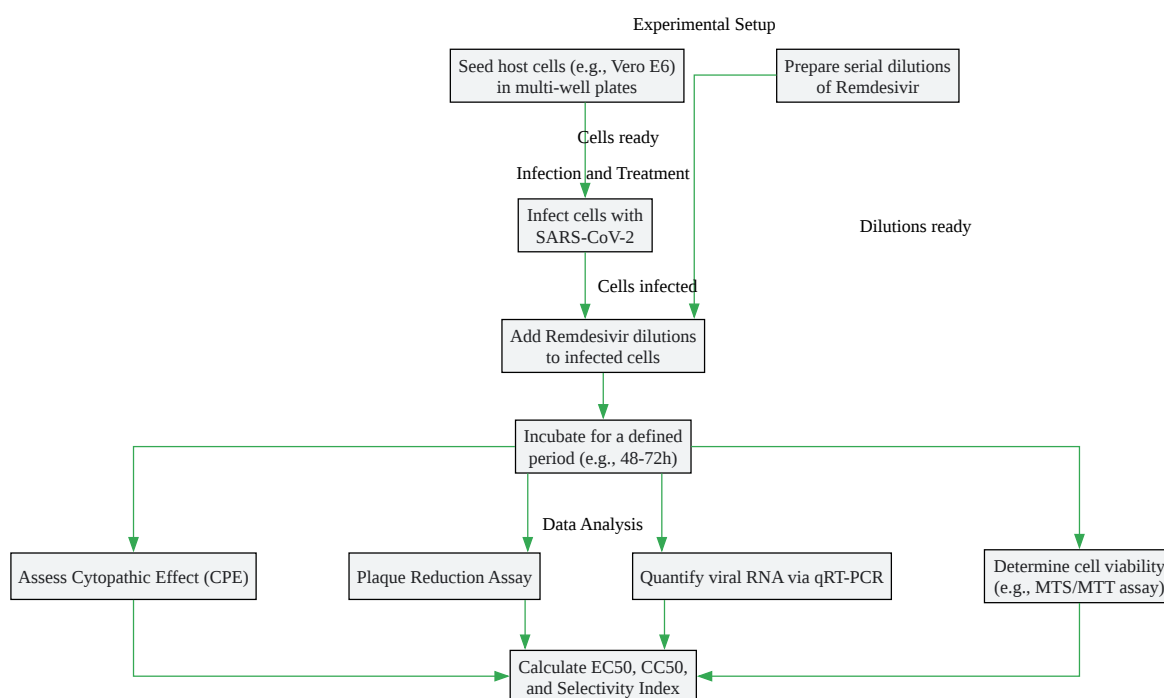 Experimental Setup
Seed host cells (e.g., Vero E6)
in multi-well plates
Prepare serial dilutions
of Remdesivir
Cells ready
Infection and Treatment
Infect cells with
SARS-CoV-2
Dilutions ready
Cells infected
Add Remdesivir dilutions
to infected cells
Incubate for a defined
period (e.g., 48-72h)
Data Analysis
Assess Cytopathic Effect (CPE)
Plaque Reduction Assay
Quantify viral RNA via qRT-PCR
Determine cell viability
(e.g., MTS/MTT assay)
Calculate EC50, CC50,
and Selectivity Index